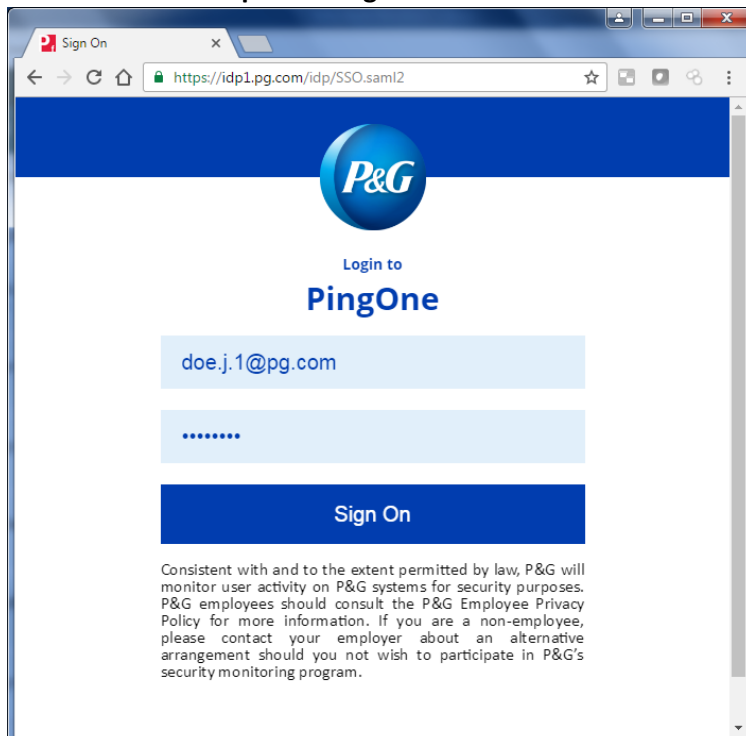 Sign On
https://idp1.pg.com/idp/SSO.saml2
P&G
Login to
PingOne
doe.j.1@pg.com
••••••••
Sign On
Consistent with and to the extent permitted by law, P&G will
monitor user activity on P&G systems for security purposes.
P&G employees should consult the P&G Employee Privacy
Policy for more information. If you are a non-employee,
please contact your employer about an alternative
arrangement should you not wish to participate in P&G’s
security monitoring program.